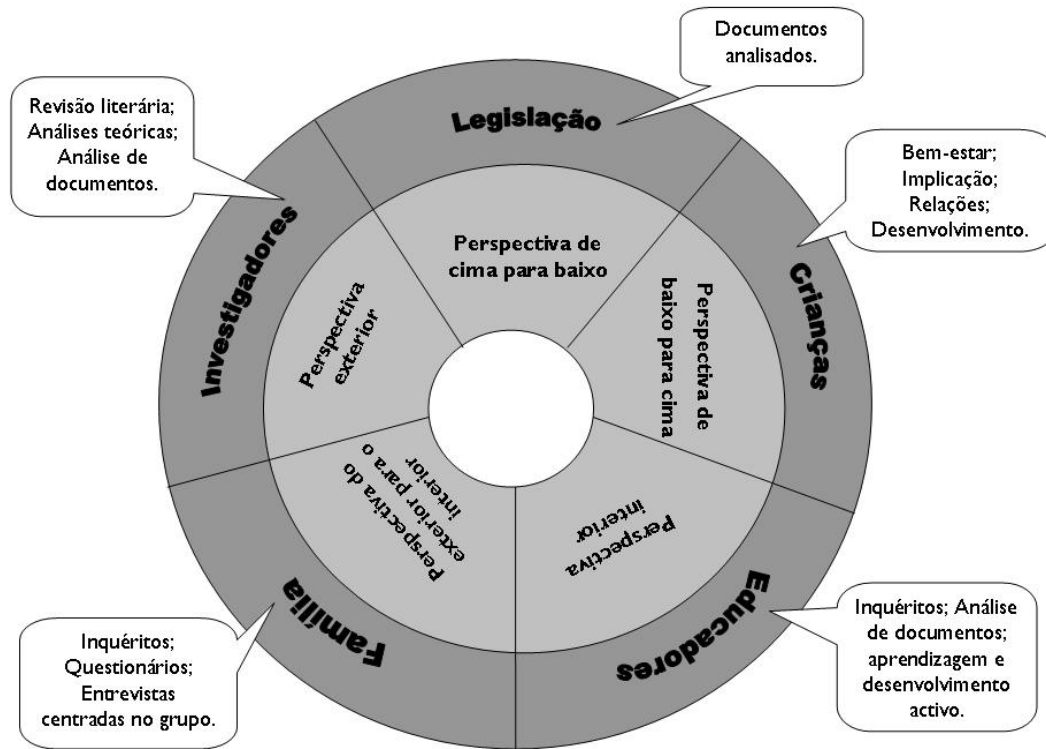 Documentos
analisados.
Revisão literária;
Análises teóricas;
Análise de
documentos.
Legislação
Bem-estar;
Implicação;
Relações;
Desenvolvimento.
Investigadores
Crianças
Perspectiva de
cima para baixo
Perspectiva
exterior
Perspectiva de
baixo para cima
Perspectiva do
exterior para o
interior
Perspectiva
interior
Família
Educadores
Inquéritos;
Questionários;
Entrevistas
centradas no grupo.
Inquéritos; Análise
de documentos;
aprendizagem e
desenvolvimento
activo.